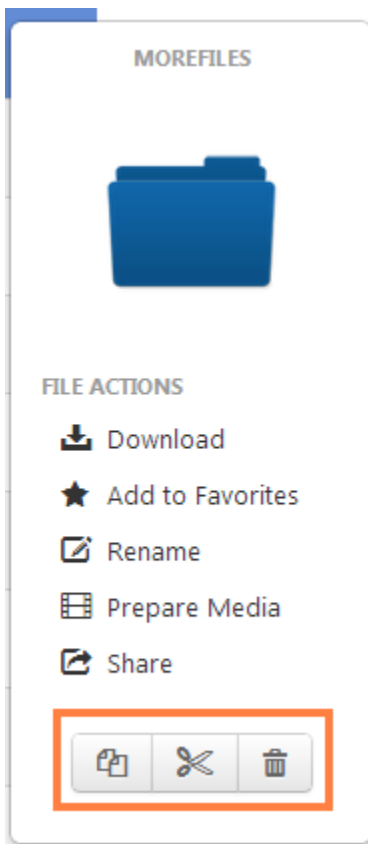 MOREFILES
FILE ACTIONS
Download
Add to Favorites
Rename
Prepare Media
Share